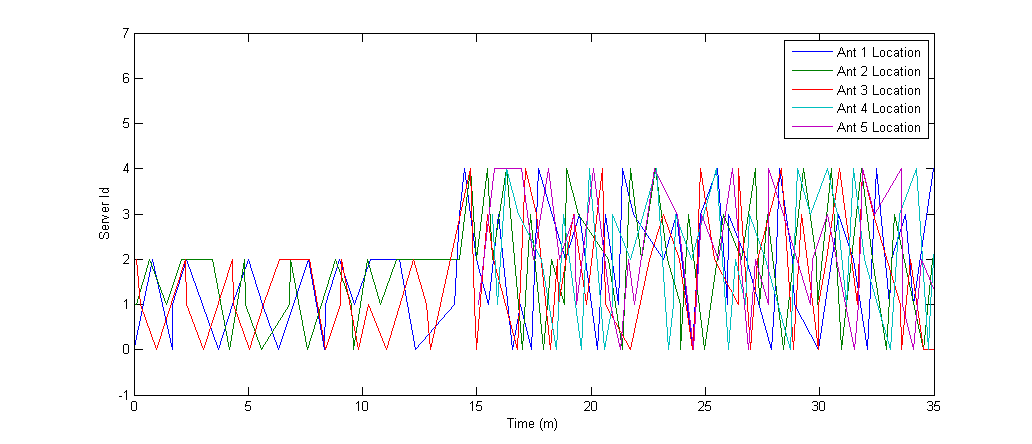 7
6
5
4
3
2
1
0
-1
Server Id
0 5 10 15 20 25 30 35
Time (m)
Ant 1 Location
Ant 2 Location
Ant 3 Location
Ant 4 Location
Ant 5 Location